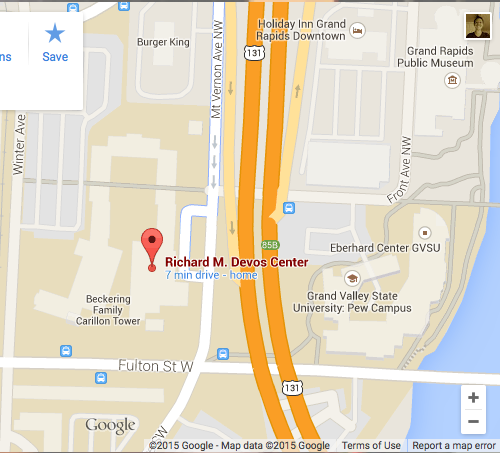 ns
Save
Burger King
Mt Vernon Ave NW
131
Holiday Inn Grand
Rapids Downtown
Grand Rapids
Public Museum
Winter Ave
Front Ave NW
85B
Eberhard Center GVSU
Richard M. Devos Center
7 min drive - home
Beckering
Family
Carillon Tower
Grand Valley State
University: Pew Campus
Fulton St W
131
Google
CW
+
−
©2015 Google - Map data ©2015 Google
Terms of Use
Report a map error